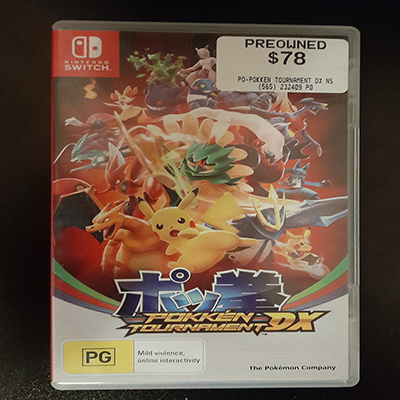 NINTENDO
SWITCH
PREOWNED
$78
PO-POKKEN TOURNAMENT DX NS
(565) 232409 PO
ポッ拳
POKKÉN
TOURNAMENT DX
TM
PG
Mild violence,
online interactivity
The Pokémon Company